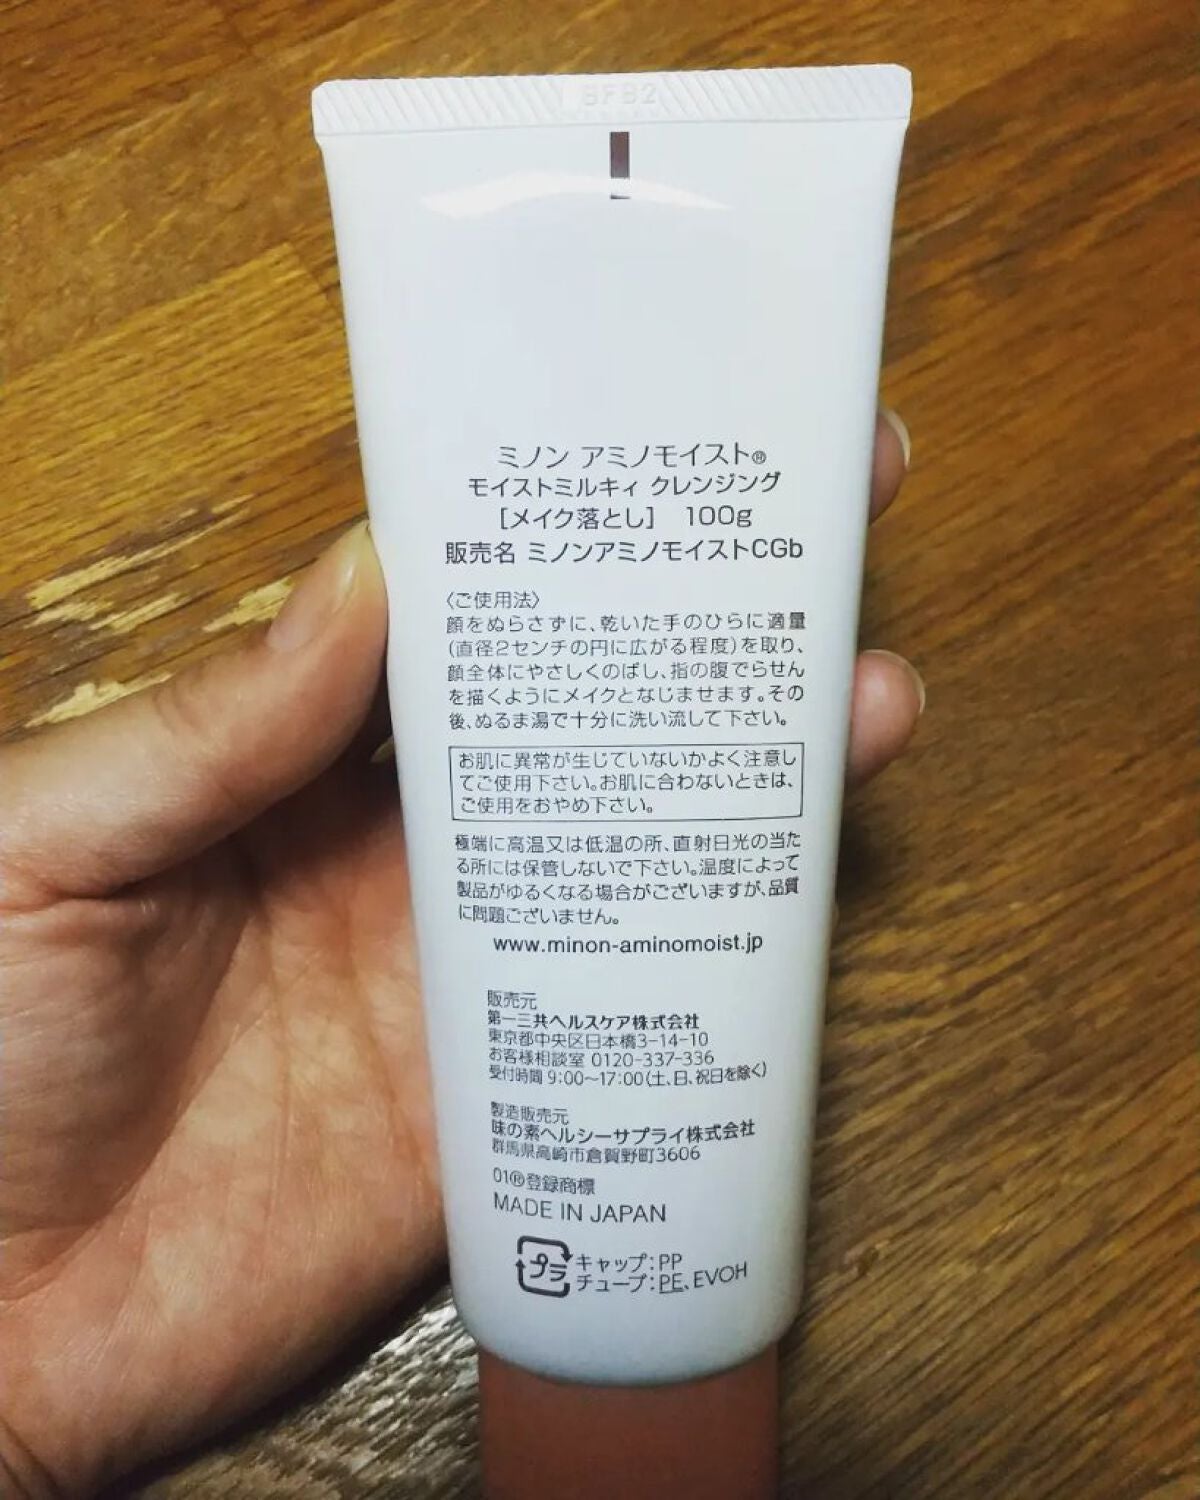 8FB2
ミノン アミノモイスト®
モイストミルキィ クレンジング
[メイク落とし] 100g
販売名 ミノンアミノモイストCGb
〈ご使用法〉
顔をぬらさずに、乾いた手のひらに適量
(直径2センチの円に広がる程度)を取り、
顔全体にやさしくのばし、指の腹でらせん
を描くようにメイクとなじませます。その
後、ぬるま湯で十分に洗い流して下さい。
お肌に異常が生じていないかよく注意し
てご使用下さい。お肌に合わないときは、
ご使用をおやめ下さい。
極端に高温又は低温の所、直射日光の当た
る所には保管しないで下さい。温度によって
製品がゆるくなる場合がございますが、品質
に問題ございません。
www.minon-aminomoist.jp
販売元
第一三共ヘルスケア株式会社
東京都中央区日本橋3-14-10
お客様相談室 0120-337-336
受付時間 9:00〜17:00(土、日、祝日を除く)
製造販売元
味の素ヘルシーサプライ株式会社
群馬県高崎市倉賀野町3606
01®登録商標
MADE IN JAPAN
プラ キャップ:PP
チューブ:PE、EVOH